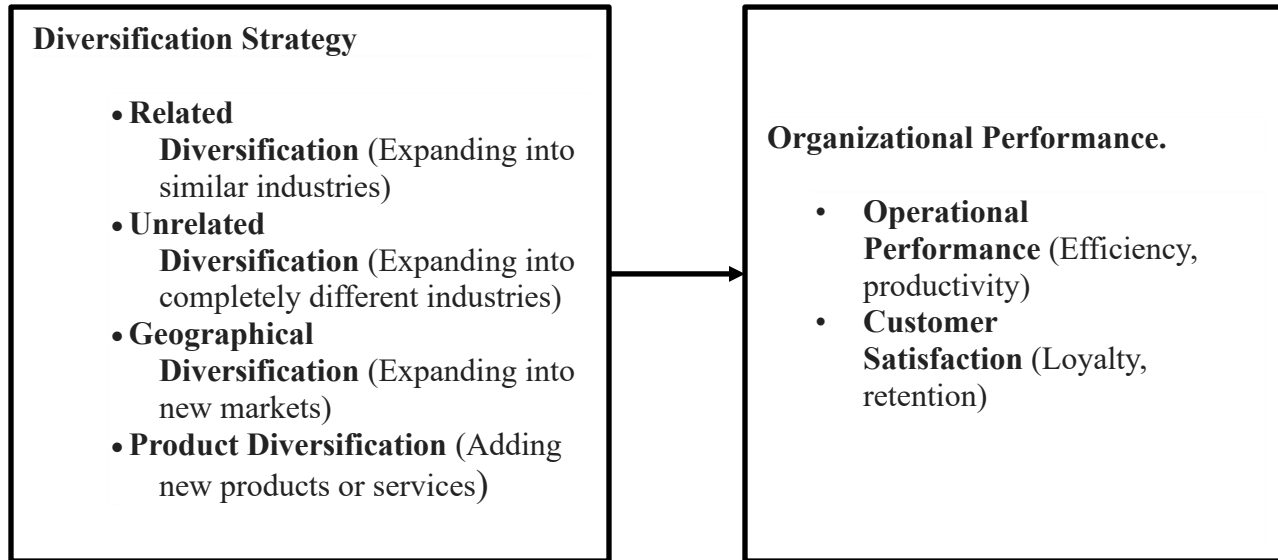 Diversification Strategy
• Related
Diversification (Expanding into
similar industries)
• Unrelated
Diversification (Expanding into
completely different industries)
• Geographical
Diversification (Expanding into
new markets)
• Product Diversification (Adding
new products or services)
Organizational Performance.
• Operational
Performance (Efficiency,
productivity)
• Customer
Satisfaction (Loyalty,
retention)